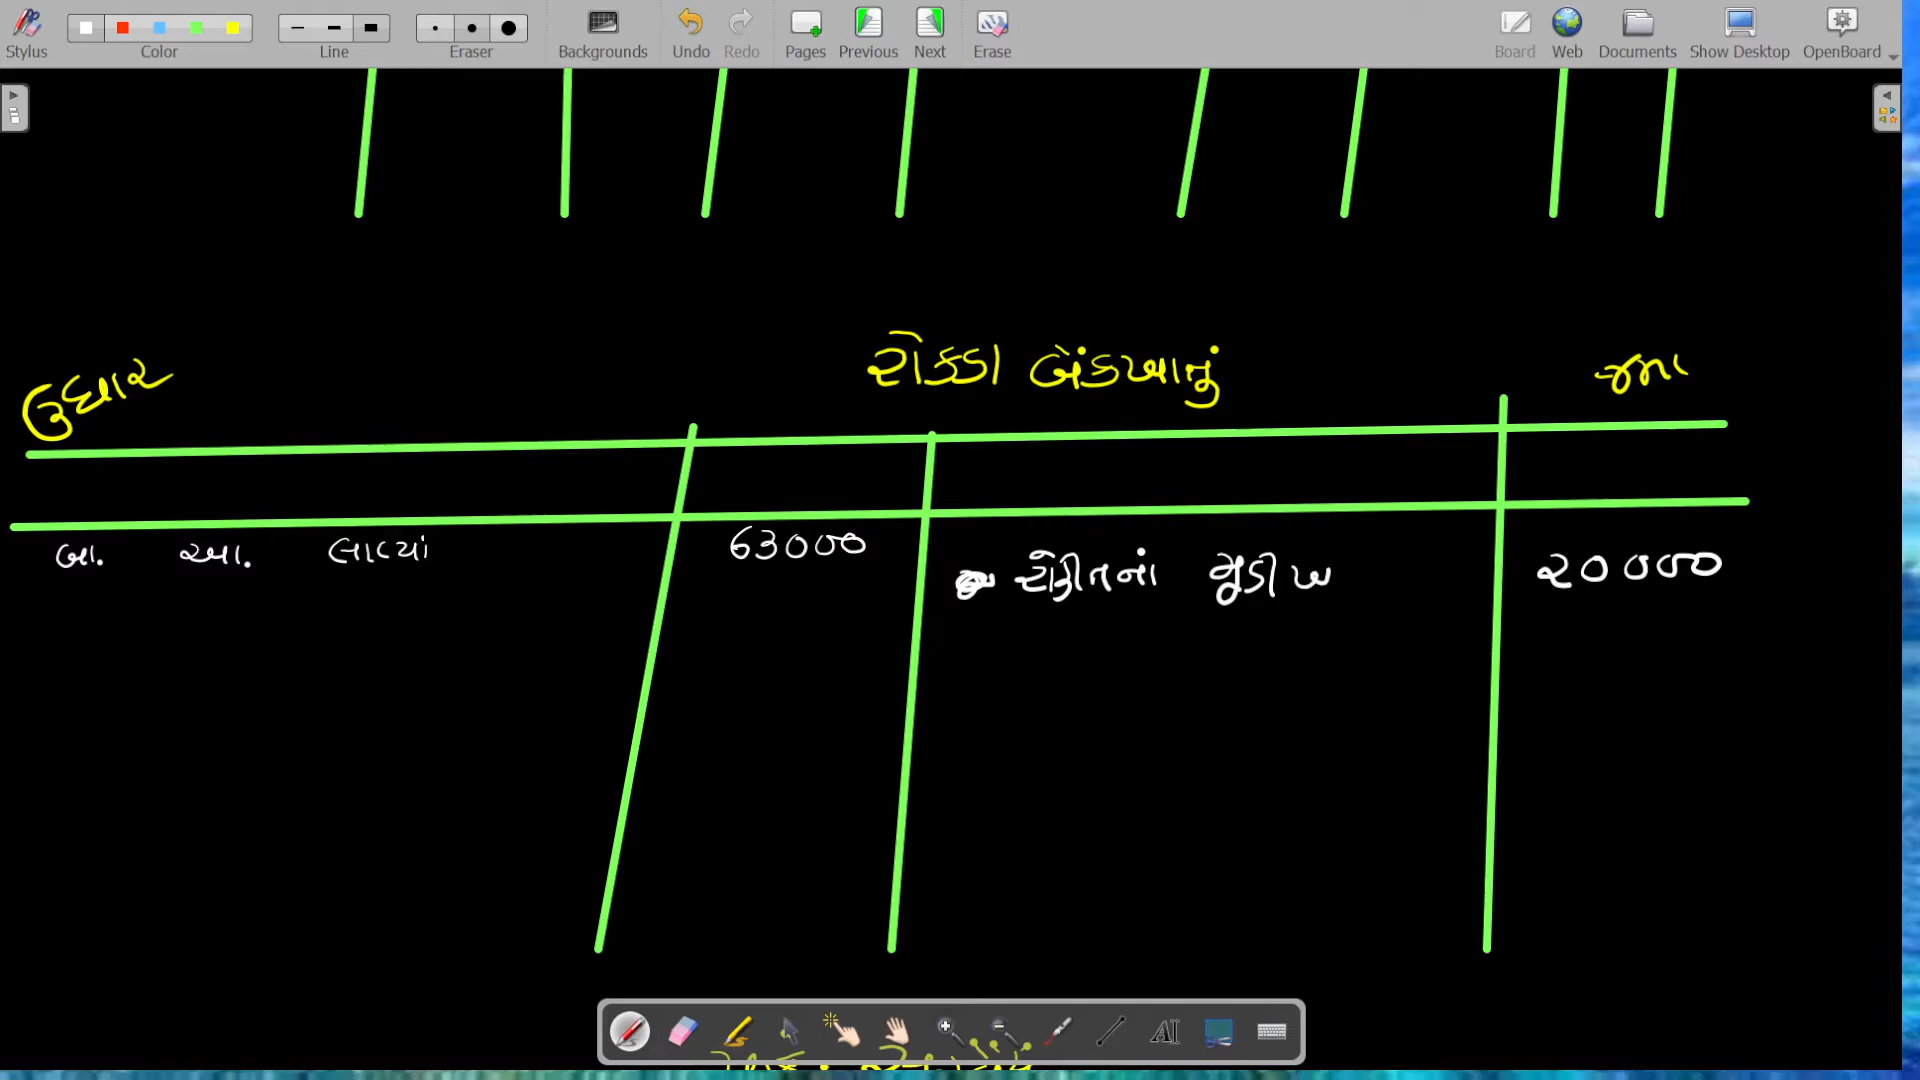 Stylus Color Line Eraser Backgrounds Undo Redo Pages Previous Next Erase Board Web Documents Show Desktop OpenBoard
ઉધાર રોકડા બેંકખાનું જમા
બા. આ. લાવ્યાં 63000 રોહીતનાં મૂડી ખ ૨૦૦૦૦